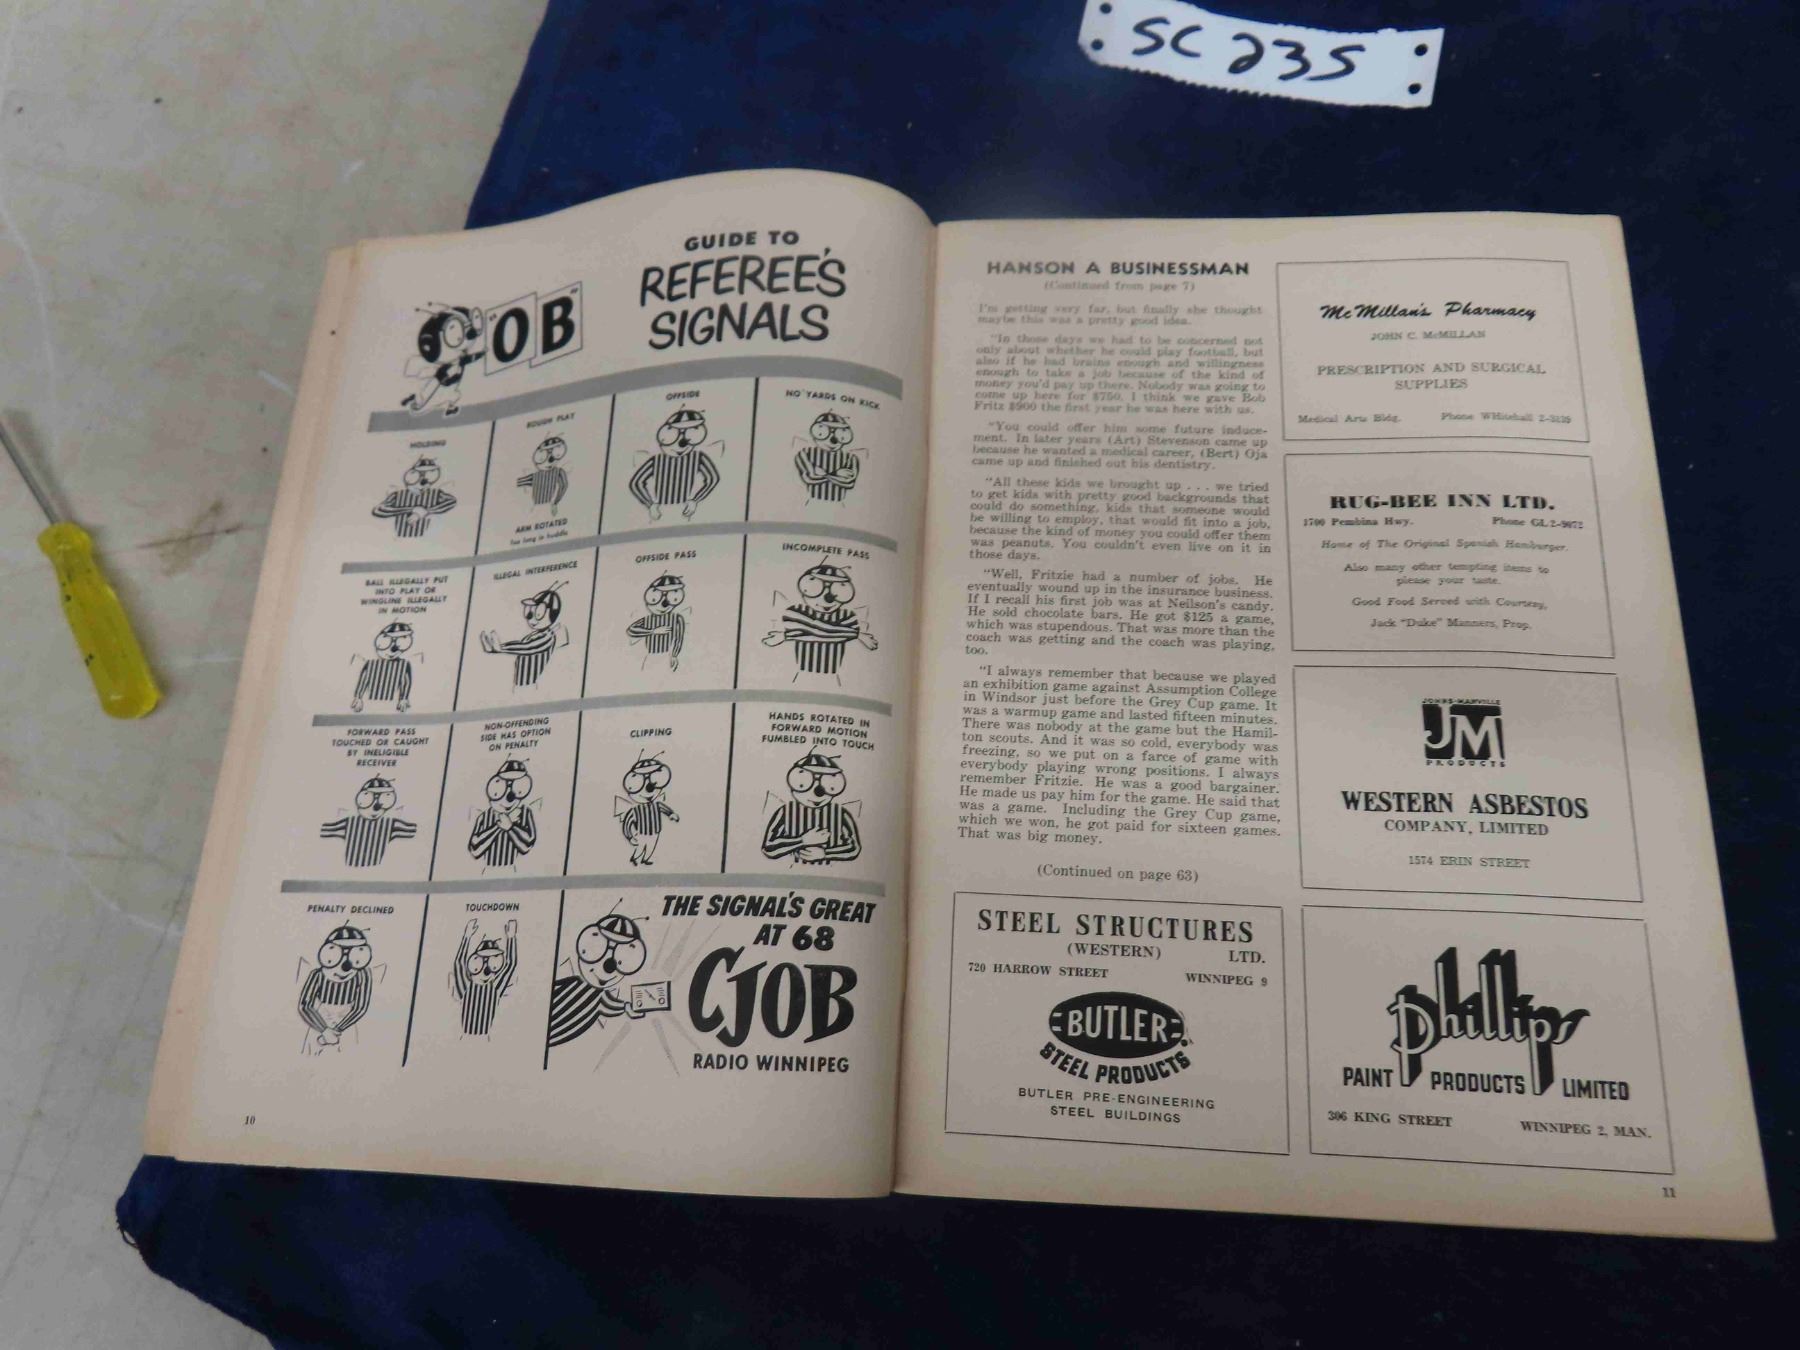 SC 235
GUIDE TO
REFEREE'S
SIGNALS
"OB"
HOLDING
ROUGH PLAY
ARM ROTATED
Too long in huddle
OFFSIDE
NO YARDS ON KICK
BALL ILLEGALLY PUT
INTO PLAY OR
WINGLINE ILLEGALLY
IN MOTION
ILLEGAL INTERFERENCE
OFFSIDE PASS
INCOMPLETE PASS
FORWARD PASS
TOUCHED OR CAUGHT
BY INELIGIBLE
RECEIVER
NON-OFFENDING
SIDE HAS OPTION
ON PENALTY
CLIPPING
HANDS ROTATED IN
FORWARD MOTION
FUMBLED INTO TOUCH
PENALTY DECLINED
TOUCHDOWN
THE SIGNAL'S GREAT
AT 68
CJOB
RADIO WINNIPEG
10
HANSON A BUSINESSMAN
(Continued from page 7)
I'm getting very far, but finally she thought
maybe this was a pretty good idea.
"In those days we had to be concerned not
only about whether he could play football, but
also if he had brains enough and willingness
enough to take a job because of the kind of
money you'd pay up there. Nobody was going to
come up here for $750. I think we gave Bob
Fritz $900 the first year he was here with us.
"You could offer him some future induce-
ment. In later years (Art) Stevenson came up
because he wanted a medical career, (Bert) Oja
came up and finished out his dentistry.
"All these kids we brought up . . . we tried
to get kids with pretty good backgrounds that
could do something, kids that someone would
be willing to employ, that would fit into a job,
because the kind of money you could offer them
was peanuts. You couldn't even live on it in
those days.
"Well, Fritzie had a number of jobs. He
eventually wound up in the insurance business.
If I recall his first job was at Neilson's candy.
He sold chocolate bars. He got $125 a game,
which was stupendous. That was more than the
coach was getting and the coach was playing,
too.
"I always remember that because we played
an exhibition game against Assumption College
in Windsor just before the Grey Cup game. It
was a warmup game and lasted fifteen minutes.
There was nobody at the game but the Hamil-
ton scouts. And it was so cold, everybody was
freezing, so we put on a farce of game with
everybody playing wrong positions. I always
remember Fritzie. He was a good bargainer.
He made us pay him for the game. He said that
was a game. Including the Grey Cup game,
which we won, he got paid for sixteen games.
That was big money.
(Continued on page 63)
STEEL STRUCTURES
(WESTERN) LTD.
720 HARROW STREET WINNIPEG 9
BUTLER
STEEL PRODUCTS
BUTLER PRE-ENGINEERING
STEEL BUILDINGS
McMillan's Pharmacy
JOHN C. McMILLAN
PRESCRIPTION AND SURGICAL
SUPPLIES
Medical Arts Bldg. Phone WHitehall 2-3139
RUG-BEE INN LTD.
1700 Pembina Hwy. Phone GL 2-9072
Home of The Original Spanish Hamburger.
Also many other tempting items to
please your taste.
Good Food Served with Courtesy,
Jack "Duke" Manners, Prop.
JOHNS-MANVILLE
JM
PRODUCTS
WESTERN ASBESTOS
COMPANY, LIMITED
1574 ERIN STREET
Phillips
PAINT PRODUCTS LIMITED
306 KING STREET WINNIPEG 2, MAN.
11